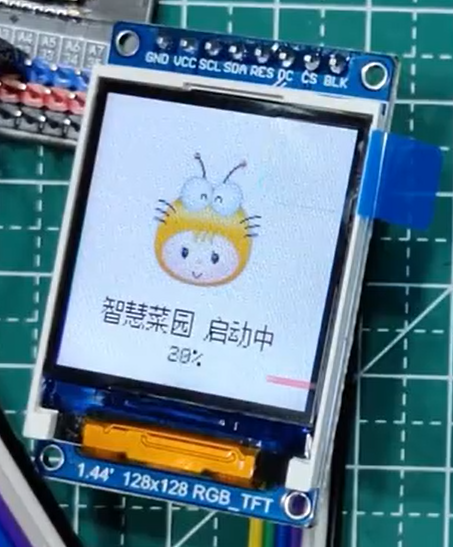 A3 A4 A5 A6 A7
GND VCC SCL SDA RES DC CS BLK
智慧菜园 启动中
20%
1.44' 128x128 RGB_TFT